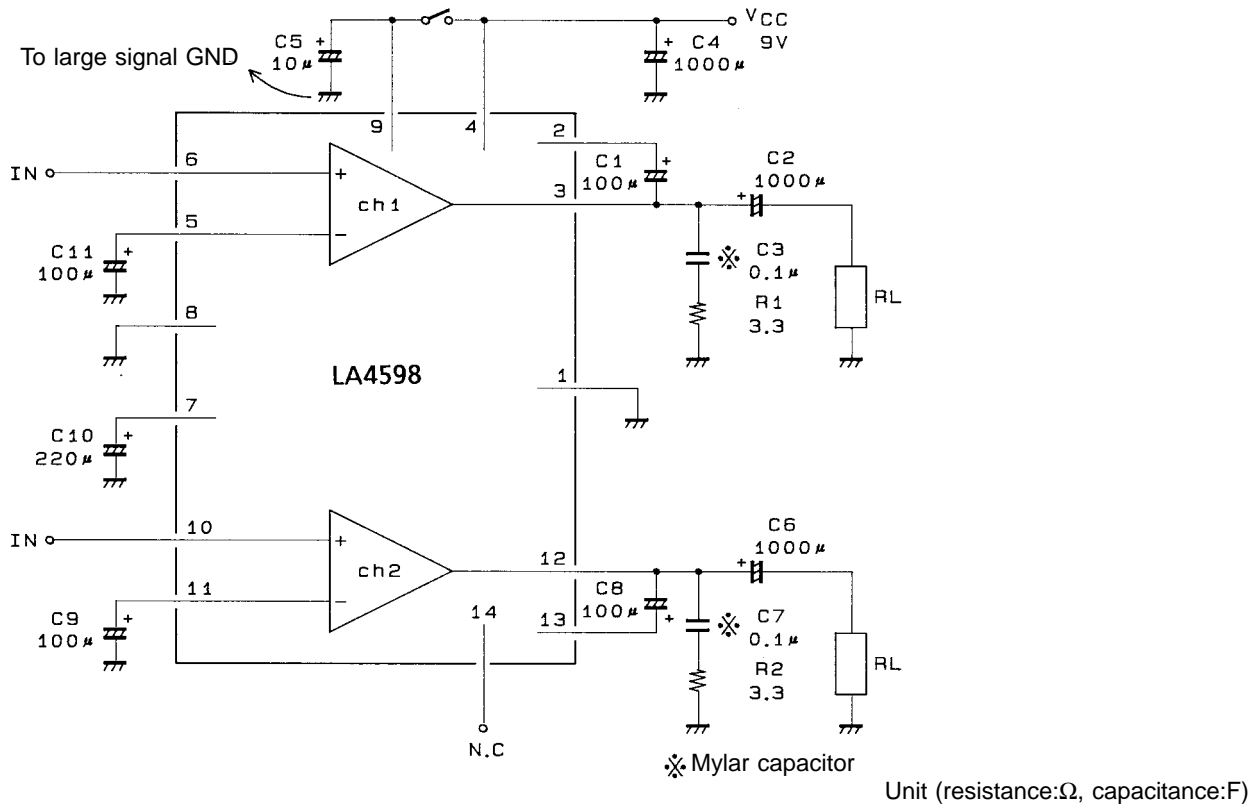 To large signal GND
C5
10μ
C4
1000μ
VCC
9V
9
4
2
IN
6
+
ch1
3
C1
100μ
C2
1000μ
5
−
C11
100μ
※
C3
0.1μ
R1
3.3
RL
8
LA4598
1
7
C10
220μ
IN
10
+
ch2
12
C6
1000μ
11
−
C9
100μ
14
13
C8
100μ
※
C7
0.1μ
R2
3.3
RL
N.C
※ Mylar capacitor
Unit (resistance:Ω, capacitance:F)